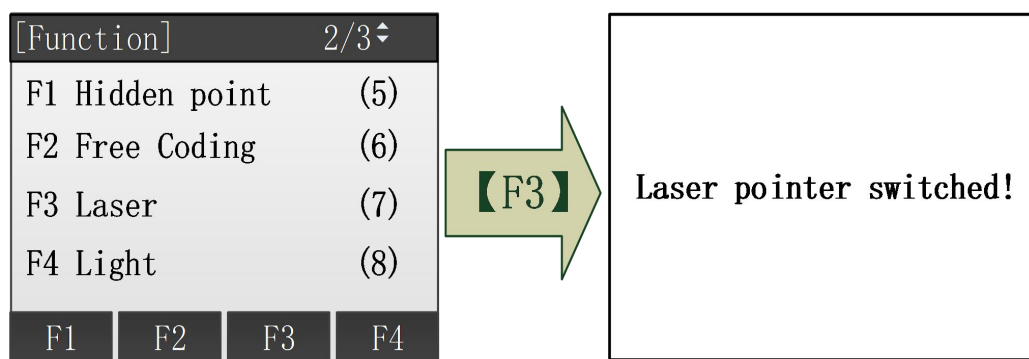 [Function] 2/3
F1 Hidden point (5)
F2 Free Coding (6)
F3 Laser (7)
F4 Light (8)
F1 F2 F3 F4
【F3】
Laser pointer switched!